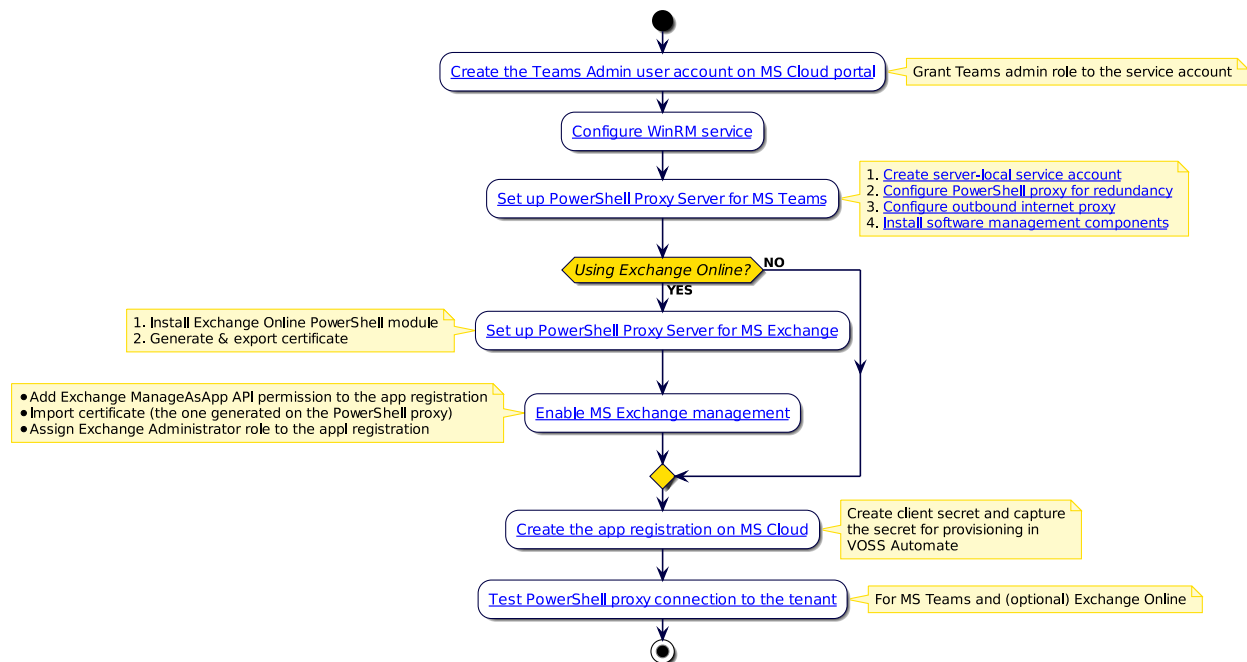 Create the Teams Admin user account on MS Cloud portal
Grant Teams admin role to the service account
Configure WinRM service
Set up PowerShell Proxy Server for MS Teams
1. Create server-local service account
2. Configure PowerShell proxy for redundancy
3. Configure outbound internet proxy
4. Install software management components
Using Exchange Online?
NO
YES
1. Install Exchange Online PowerShell module
2. Generate & export certificate
Set up PowerShell Proxy Server for MS Exchange
• Add Exchange ManageAsApp API permission to the app registration
• Import certificate (the one generated on the PowerShell proxy)
• Assign Exchange Administrator role to the appl registration
Enable MS Exchange management
Create the app registration on MS Cloud
Create client secret and capture
the secret for provisioning in
VOSS Automate
Test PowerShell proxy connection to the tenant
For MS Teams and (optional) Exchange Online